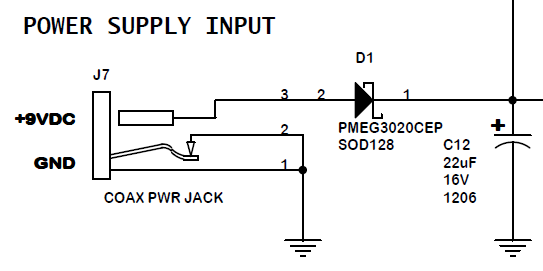 POWER SUPPLY INPUT
D1
J7
3 2 1
+9VDC
2
PMEG3020CEP
SOD128
+
C12
22uF
16V
1206
GND
1
COAX PWR JACK